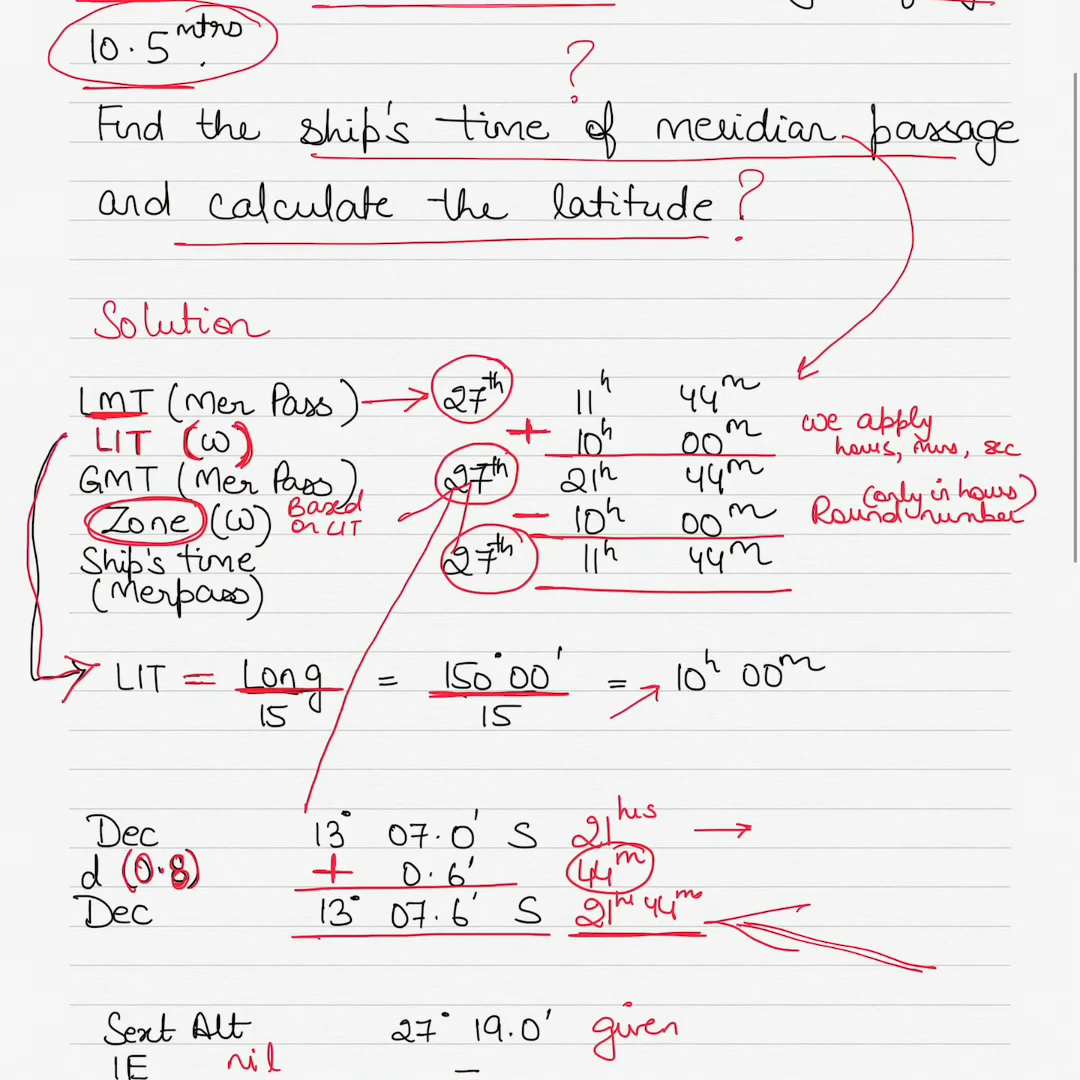 10.5 mtrs.
?
Find the ship's time of meridian passage
and calculate the latitude ?
Solution
LMT (Mer Pass) 27th 11h 44m
LIT (W) + 10h 00m we apply
hours, mins, sec
GMT (Mer Pass) 27th 21h 44m
(only in hours)
Zone (W) Based on LIT - 10h 00m Round number
Ship's time 27th 11h 44m
(Merpass)
LIT = Long/15 = 150°00'/15 = 10h 00m
Dec 13° 07.0' S 21hrs
d (0.8) + 0.6' 44m
Dec 13° 07.6' S 21hr 44m
Sext Alt 27° 19.0' given
IE nil -